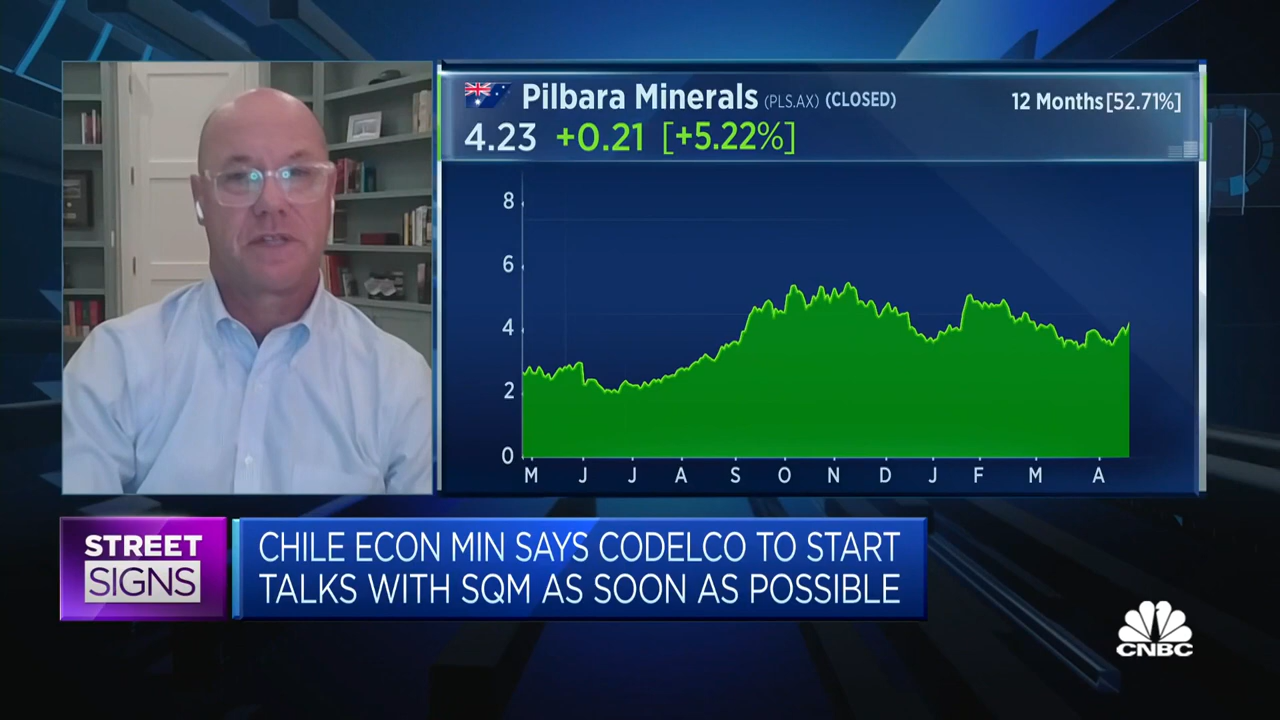 Pilbara Minerals (PLS.AX) (CLOSED) 12 Months[52.71%]
4.23 +0.21 [+5.22%]
8
6
4
2
0
M J J A S O N D J F M A
STREET
SIGNS
CHILE ECON MIN SAYS CODELCO TO START
TALKS WITH SQM AS SOON AS POSSIBLE
CNBC